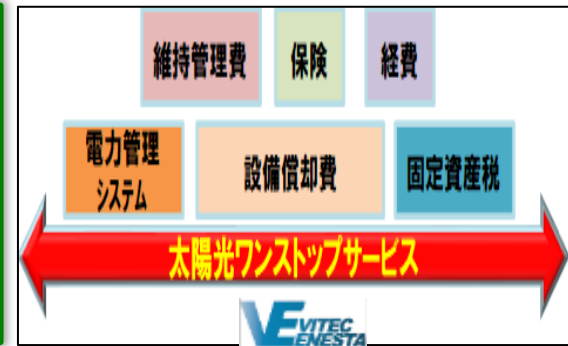 維持管理費
保険
経費
電力管理
システム
設備償却費
固定資産税
太陽光ワンストップサービス
VITEC
ENESTA